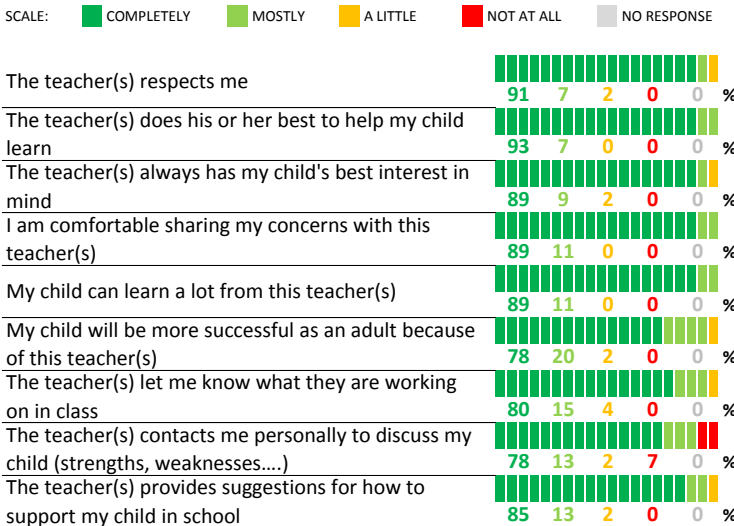 SCALE: COMPLETELY MOSTLY A LITTLE NOT AT ALL NO RESPONSE
The teacher(s) respects me
91 7 2 0 0 %
The teacher(s) does his or her best to help my child
learn
93 7 0 0 0 %
The teacher(s) always has my child's best interest in
mind
89 9 2 0 0 %
I am comfortable sharing my concerns with this
teacher(s)
89 11 0 0 0 %
My child can learn a lot from this teacher(s)
89 11 0 0 0 %
My child will be more successful as an adult because
of this teacher(s)
78 20 2 0 0 %
The teacher(s) let me know what they are working
on in class
80 15 4 0 0 %
The teacher(s) contacts me personally to discuss my
child (strengths, weaknesses....)
78 13 2 7 0 %
The teacher(s) provides suggestions for how to
support my child in school
85 13 2 0 0 %